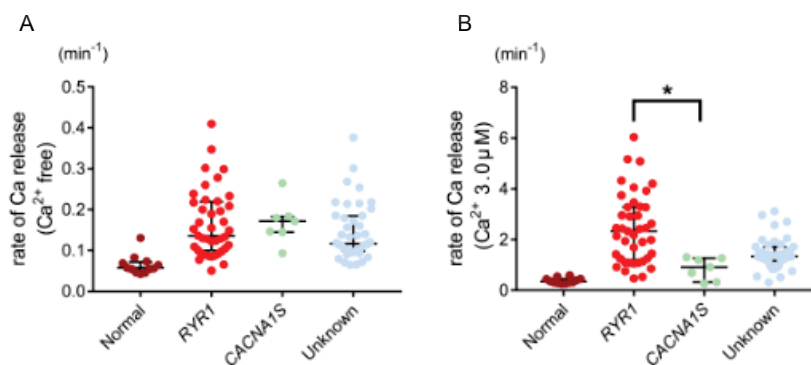 A
(min⁻¹)
rate of Ca release
(Ca²⁺ free)
0.5
0.4
0.3
0.2
0.1
0.0
Normal
RYR1
CACNA1S
Unknown
B
(min⁻¹)
rate of Ca release
(Ca²⁺ 3.0μM)
8
6
4
2
0
*
Normal
RYR1
CACNA1S
Unknown